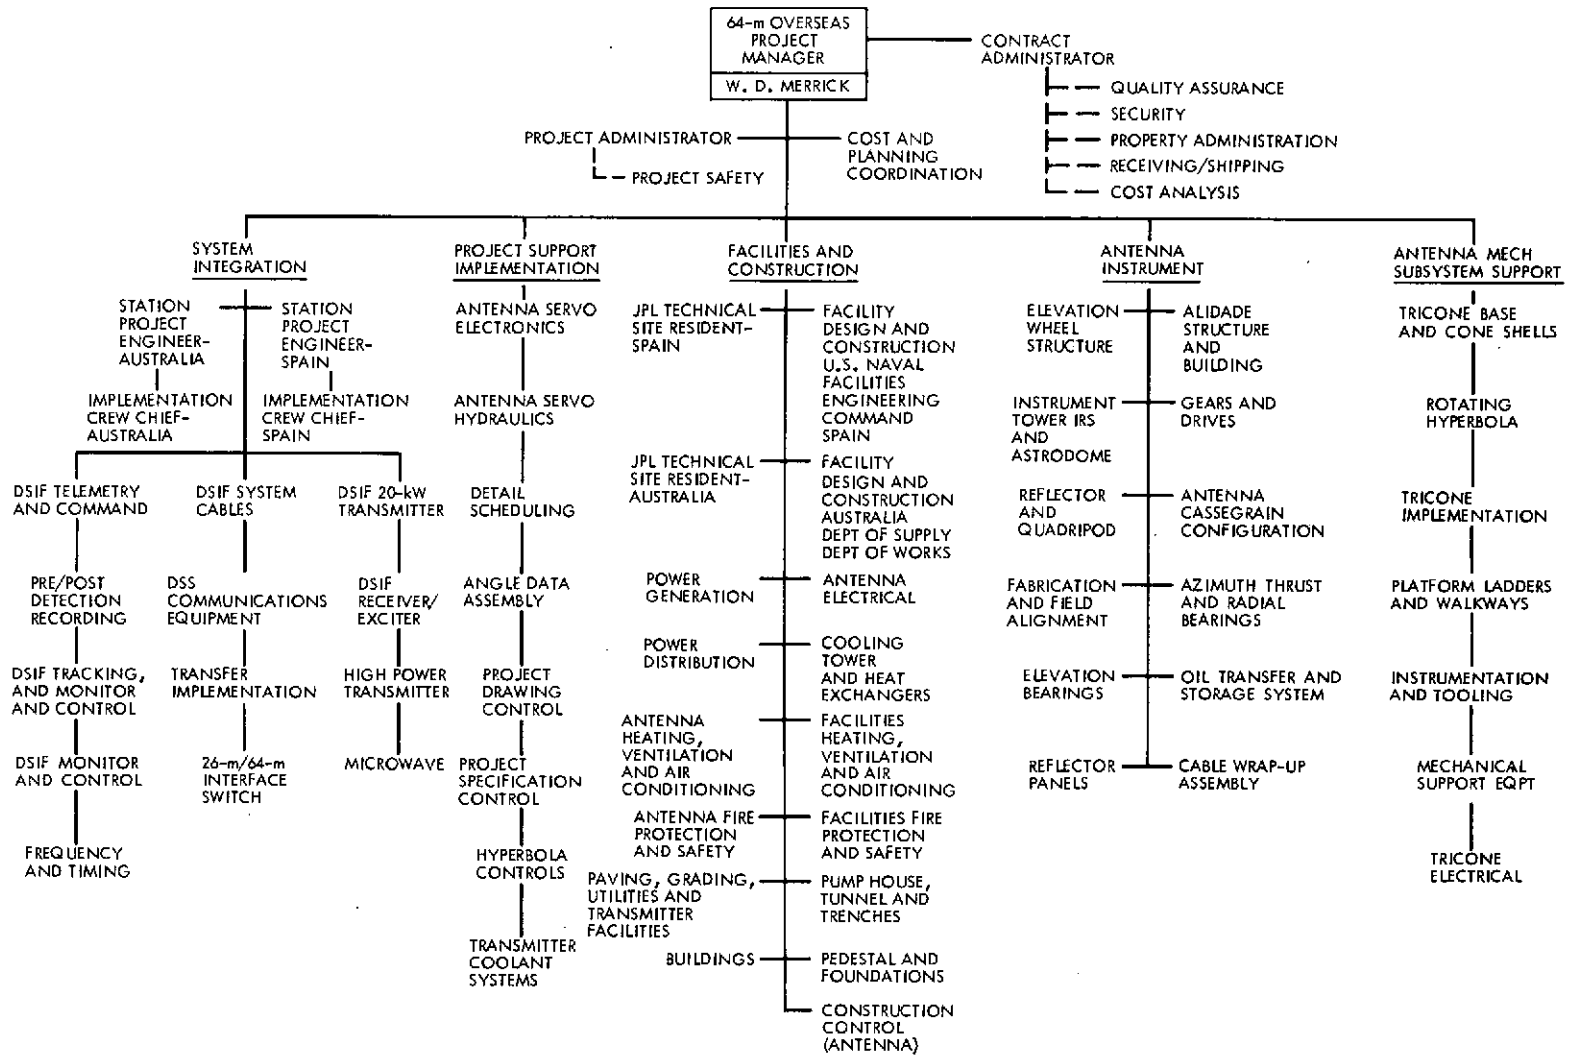 64-m OVERSEAS
PROJECT
MANAGER
W. D. MERRICK
CONTRACT
ADMINISTRATOR
QUALITY ASSURANCE
SECURITY
PROPERTY ADMINISTRATION
RECEIVING/SHIPPING
COST ANALYSIS
PROJECT ADMINISTRATOR
PROJECT SAFETY
COST AND
PLANNING
COORDINATION
SYSTEM
INTEGRATION
STATION
PROJECT
ENGINEER-
AUSTRALIA
STATION
PROJECT
ENGINEER-
SPAIN
IMPLEMENTATION
CREW CHIEF-
AUSTRALIA
IMPLEMENTATION
CREW CHIEF-
SPAIN
DSIF TELEMETRY
AND COMMAND
PRE/POST
DETECTION
RECORDING
DSIF TRACKING,
AND MONITOR
AND CONTROL
DSIF MONITOR
AND CONTROL
FREQUENCY
AND TIMING
DSIF SYSTEM
CABLES
DSS
COMMUNICATIONS
EQUIPMENT
TRANSFER
IMPLEMENTATION
26-m/64-m
INTERFACE
SWITCH
DSIF 20-kW
TRANSMITTER
DSIF
RECEIVER/
EXCITER
HIGH POWER
TRANSMITTER
MICROWAVE
PROJECT SUPPORT
IMPLEMENTATION
ANTENNA SERVO
ELECTRONICS
ANTENNA SERVO
HYDRAULICS
DETAIL
SCHEDULING
ANGLE DATA
ASSEMBLY
PROJECT
DRAWING
CONTROL
PROJECT
SPECIFICATION
CONTROL
HYPERBOLA
CONTROLS
TRANSMITTER
COOLANT
SYSTEMS
FACILITIES AND
CONSTRUCTION
JPL TECHNICAL
SITE RESIDENT-
SPAIN
FACILITY
DESIGN AND
CONSTRUCTION
U.S. NAVAL
FACILITIES
ENGINEERING
COMMAND
SPAIN
JPL TECHNICAL
SITE RESIDENT-
AUSTRALIA
FACILITY
DESIGN AND
CONSTRUCTION
AUSTRALIA
DEPT OF SUPPLY
DEPT OF WORKS
POWER
GENERATION
ANTENNA
ELECTRICAL
POWER
DISTRIBUTION
COOLING
TOWER
AND HEAT
EXCHANGERS
ANTENNA
HEATING,
VENTILATION
AND AIR
CONDITIONING
FACILITIES
HEATING,
VENTILATION
AND AIR
CONDITIONING
ANTENNA FIRE
PROTECTION
AND SAFETY
FACILITIES FIRE
PROTECTION
AND SAFETY
PAVING, GRADING,
UTILITIES AND
TRANSMITTER
FACILITIES
PUMP HOUSE,
TUNNEL AND
TRENCHES
BUILDINGS
PEDESTAL AND
FOUNDATIONS
CONSTRUCTION
CONTROL
(ANTENNA)
ANTENNA
INSTRUMENT
ELEVATION
WHEEL
STRUCTURE
ALIDADE
STRUCTURE
AND
BUILDING
INSTRUMENT
TOWER IRS
AND
ASTRODOME
GEARS AND
DRIVES
REFLECTOR
AND
QUADRIPOD
ANTENNA
CASSEGRAIN
CONFIGURATION
FABRICATION
AND FIELD
ALIGNMENT
AZIMUTH THRUST
AND RADIAL
BEARINGS
ELEVATION
BEARINGS
OIL TRANSFER AND
STORAGE SYSTEM
REFLECTOR
PANELS
CABLE WRAP-UP
ASSEMBLY
ANTENNA MECH
SUBSYSTEM SUPPORT
TRICONE BASE
AND CONE SHELLS
ROTATING
HYPERBOLA
TRICONE
IMPLEMENTATION
PLATFORM LADDERS
AND WALKWAYS
INSTRUMENTATION
AND TOOLING
MECHANICAL
SUPPORT EQPT
TRICONE
ELECTRICAL